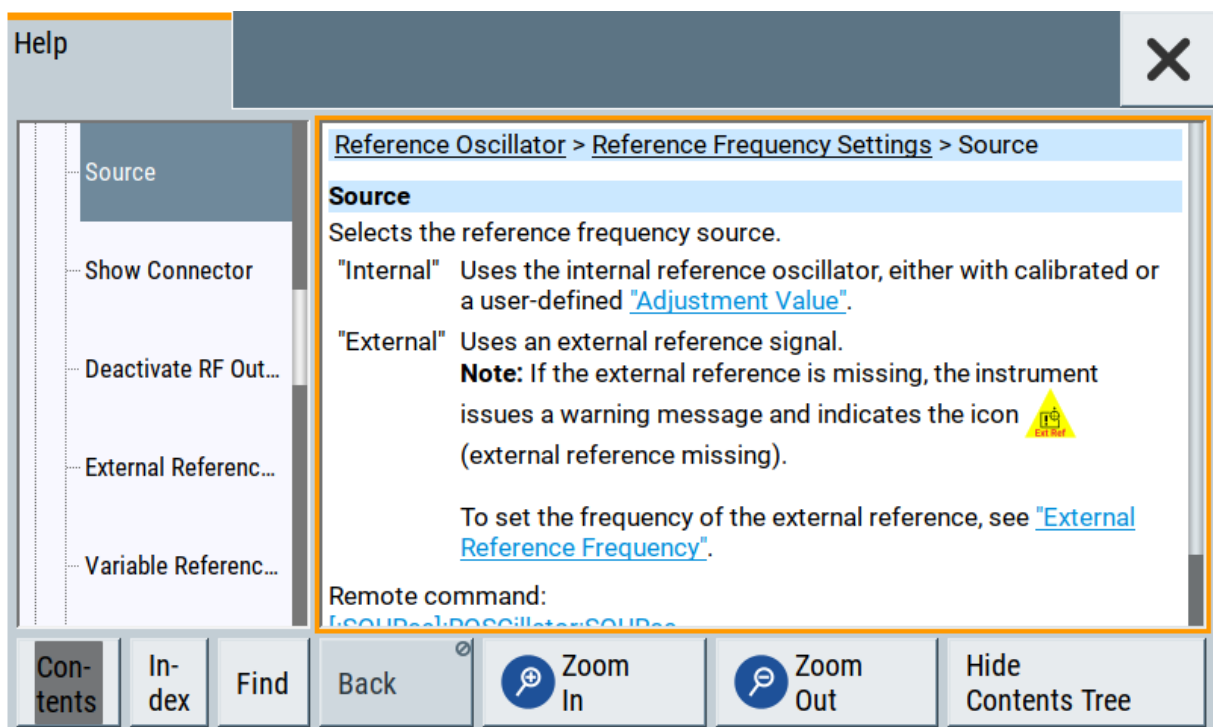 Help
Source
Show Connector
Deactivate RF Out...
External Referenc...
Variable Referenc...
Reference Oscillator > Reference Frequency Settings > Source
Source
Selects the reference frequency source.
"Internal" Uses the internal reference oscillator, either with calibrated or
a user-defined "Adjustment Value".
"External" Uses an external reference signal.
Note: If the external reference is missing, the instrument
issues a warning message and indicates the icon Ext Ref
(external reference missing).
To set the frequency of the external reference, see "External
Reference Frequency".
Remote command:
[:SOURce]:ROSCillator:SOURce
Con-
tents
In-
dex
Find
Back
Zoom
In
Zoom
Out
Hide
Contents Tree